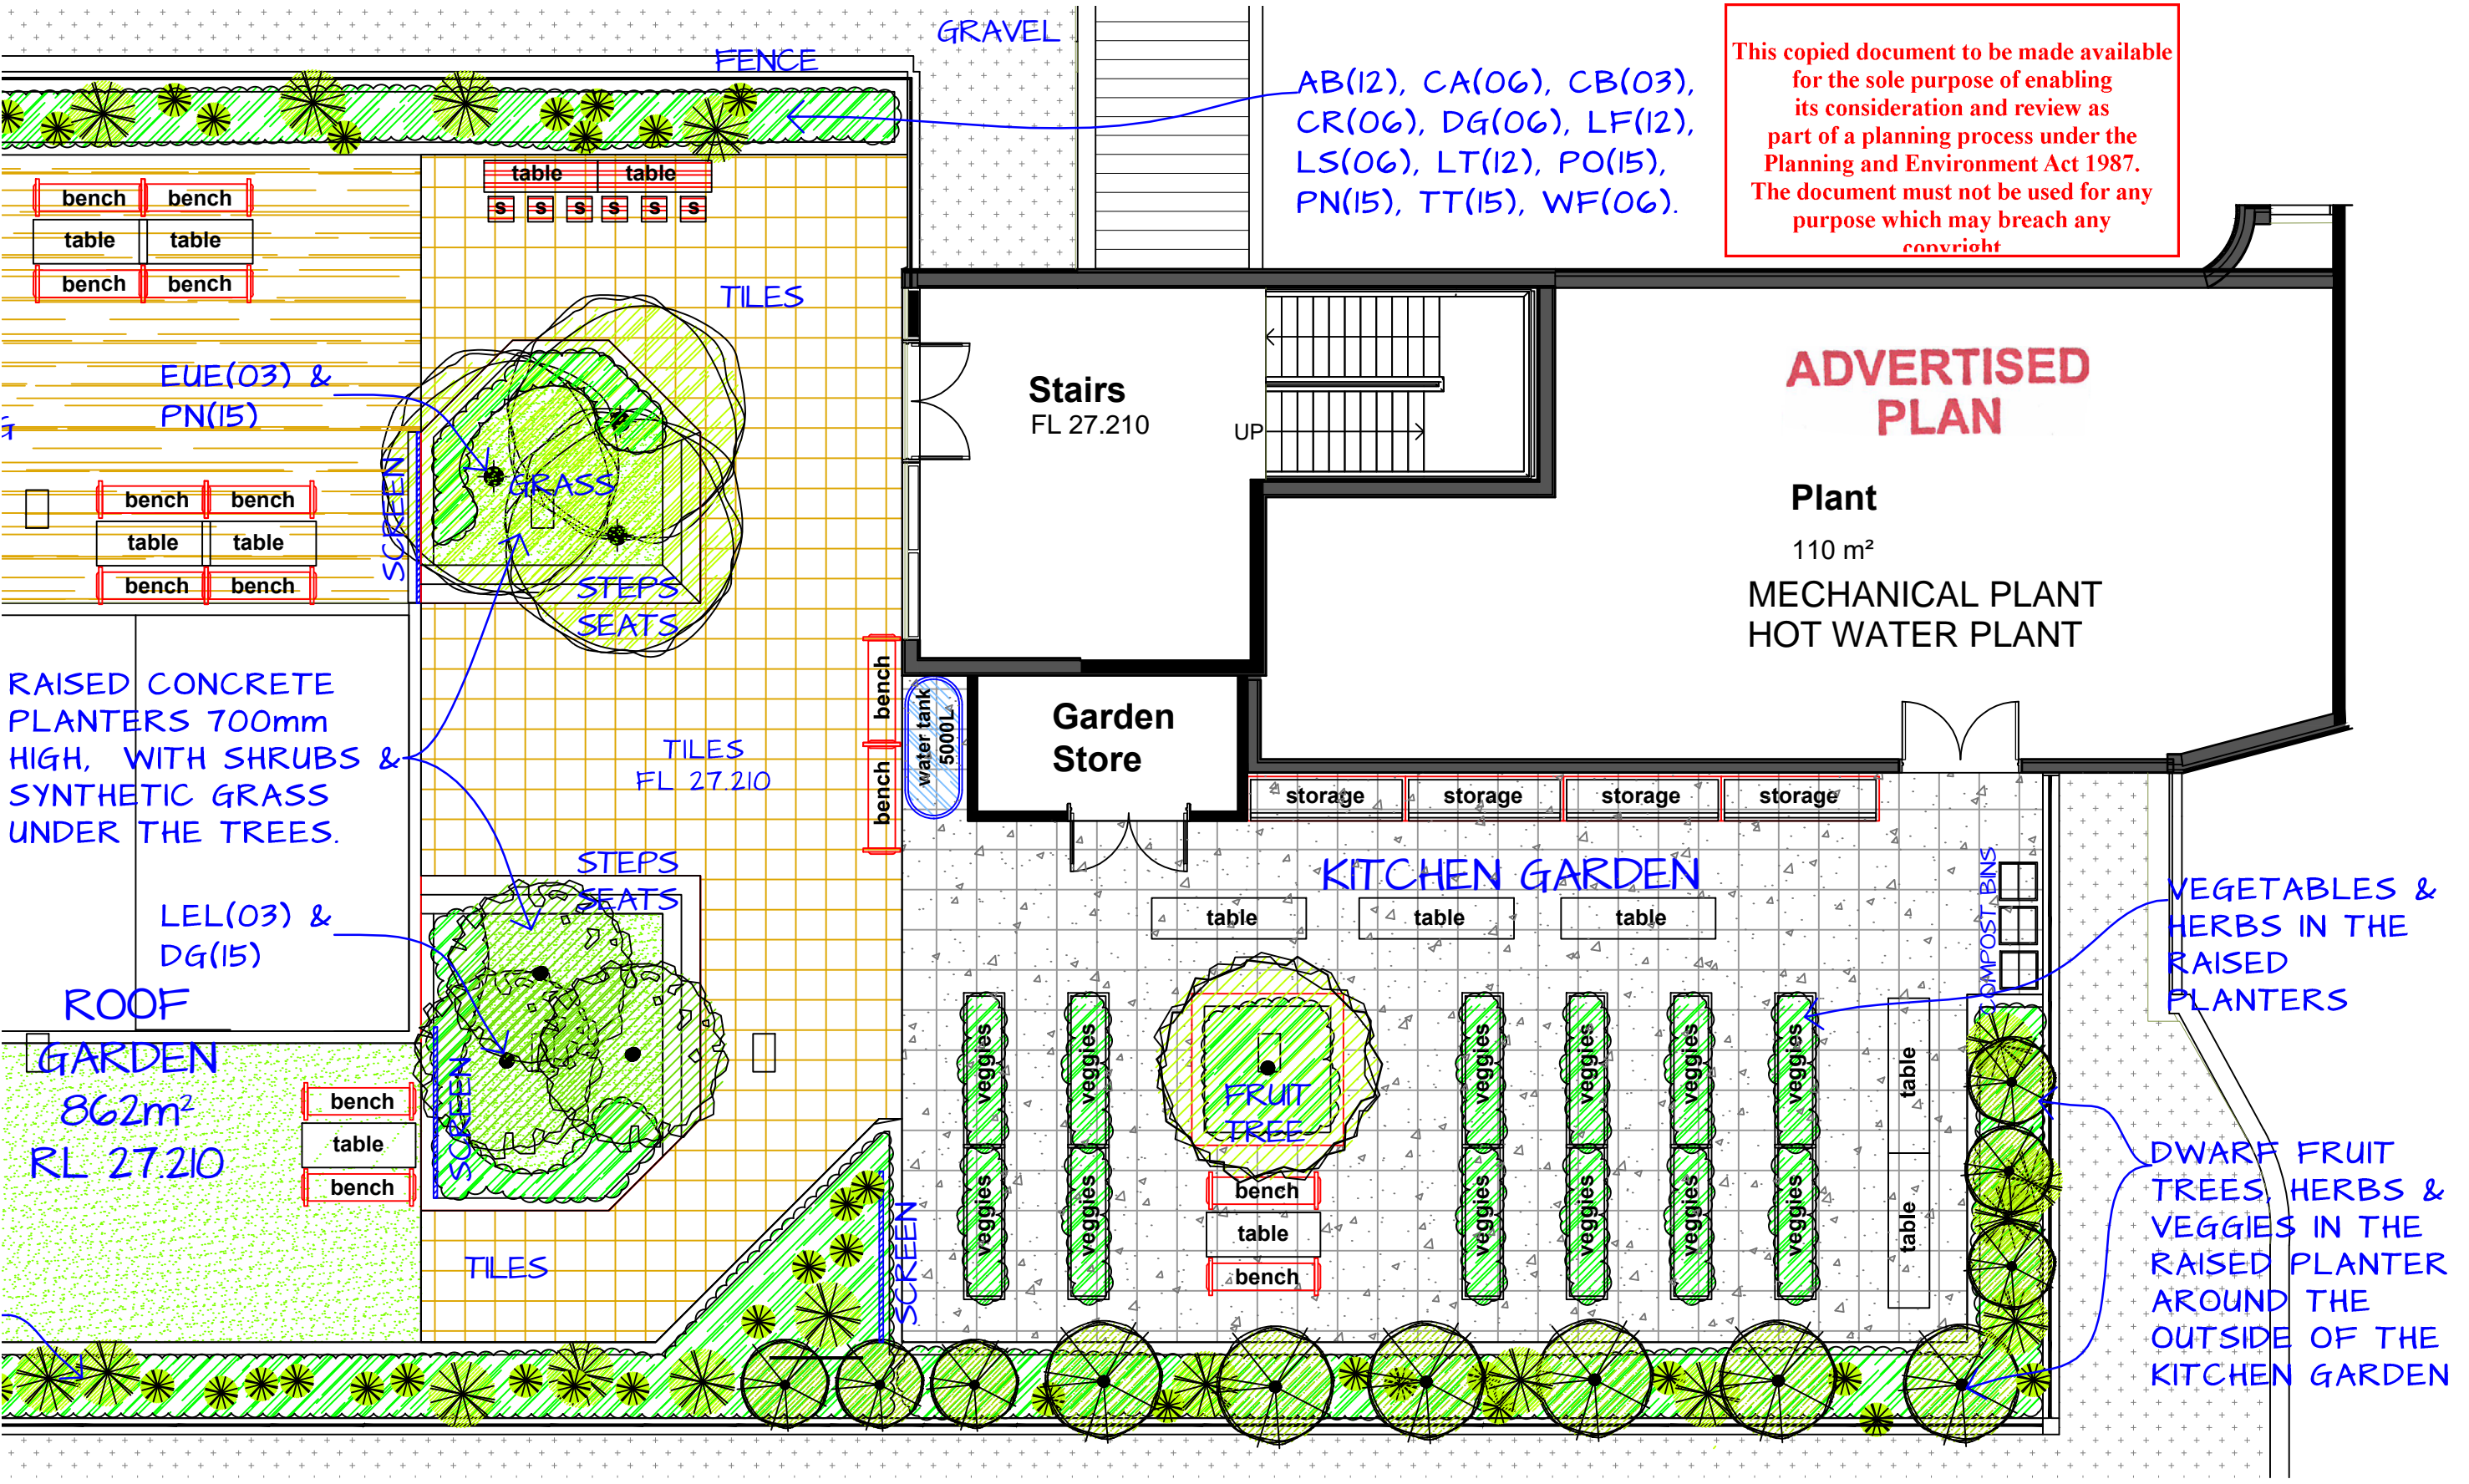 GRAVEL
FENCE
This copied document to be made available
for the sole purpose of enabling
its consideration and review as
part of a planning process under the
Planning and Environment Act 1987.
The document must not be used for any
purpose which may breach any
copyright
AB(12), CA(06), CB(03),
CR(06), DG(06), LF(12),
LS(06), LT(12), PO(15),
PN(15), TT(15), WF(06).
bench bench
table table
bench bench
table table
s s s s s s
TILES
EUE(03) &
PN(15)
G
SCREEN
GRASS
bench bench
table table
bench bench
STEPS
SEATS
Stairs
FL 27.210
UP
ADVERTISED
PLAN
Plant
110 m²
MECHANICAL PLANT
HOT WATER PLANT
RAISED CONCRETE
PLANTERS 700mm
HIGH, WITH SHRUBS &
SYNTHETIC GRASS
UNDER THE TREES.
TILES
FL 27.210
bench
bench
water tank
5000L
Garden
Store
storage storage storage storage
STEPS
SEATS
LEL(03) &
DG(15)
ROOF
GARDEN
862m²
RL 27.210
bench
table
bench
SCREEN
TILES
SCREEN
KITCHEN GARDEN
table table table
COMPOST BINS
veggies veggies veggies veggies veggies veggies
veggies veggies veggies veggies veggies veggies
FRUIT
TREE
bench
table
bench
table
table
VEGETABLES &
HERBS IN THE
RAISED
PLANTERS
DWARF FRUIT
TREES, HERBS &
VEGGIES IN THE
RAISED PLANTER
AROUND THE
OUTSIDE OF THE
KITCHEN GARDEN